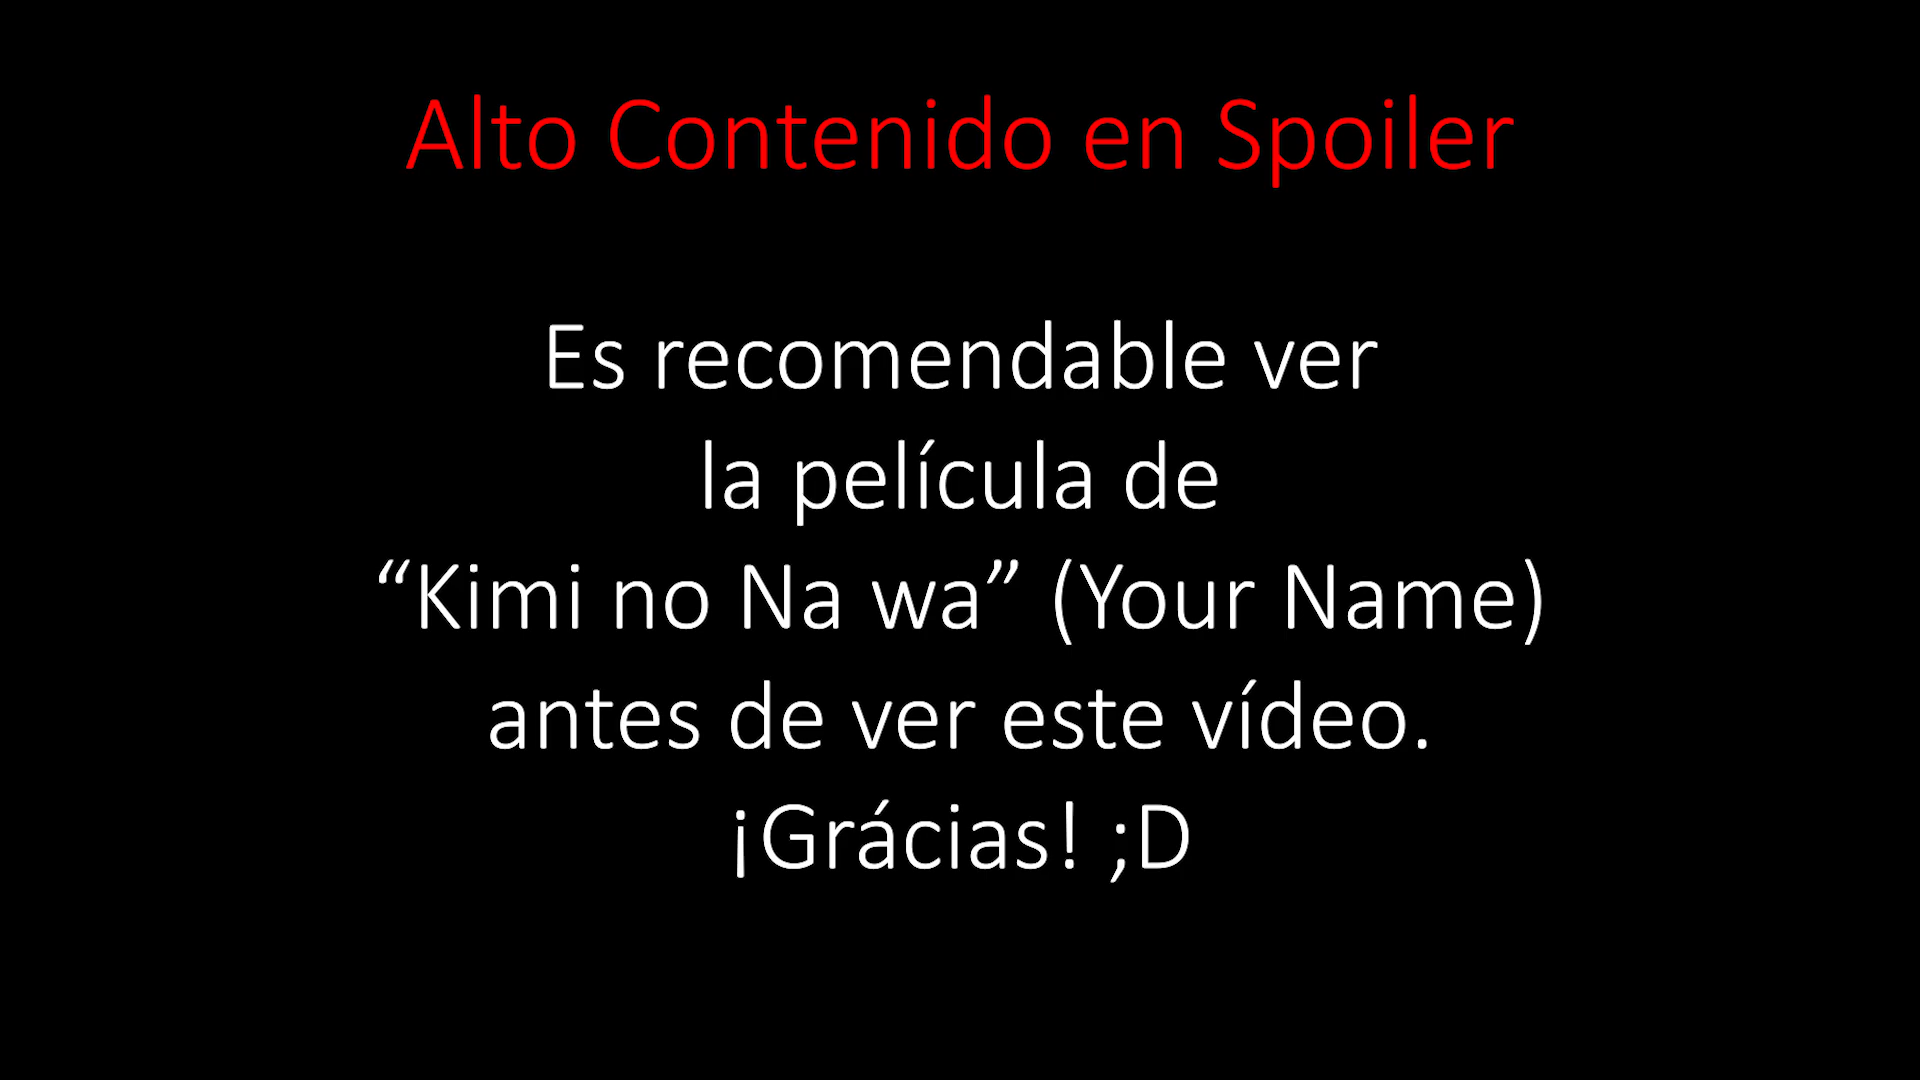 Alto Contenido en Spoiler
Es recomendable ver
la película de
“Kimi no Na wa” (Your Name)
antes de ver este vídeo.
¡Grácias! ;D